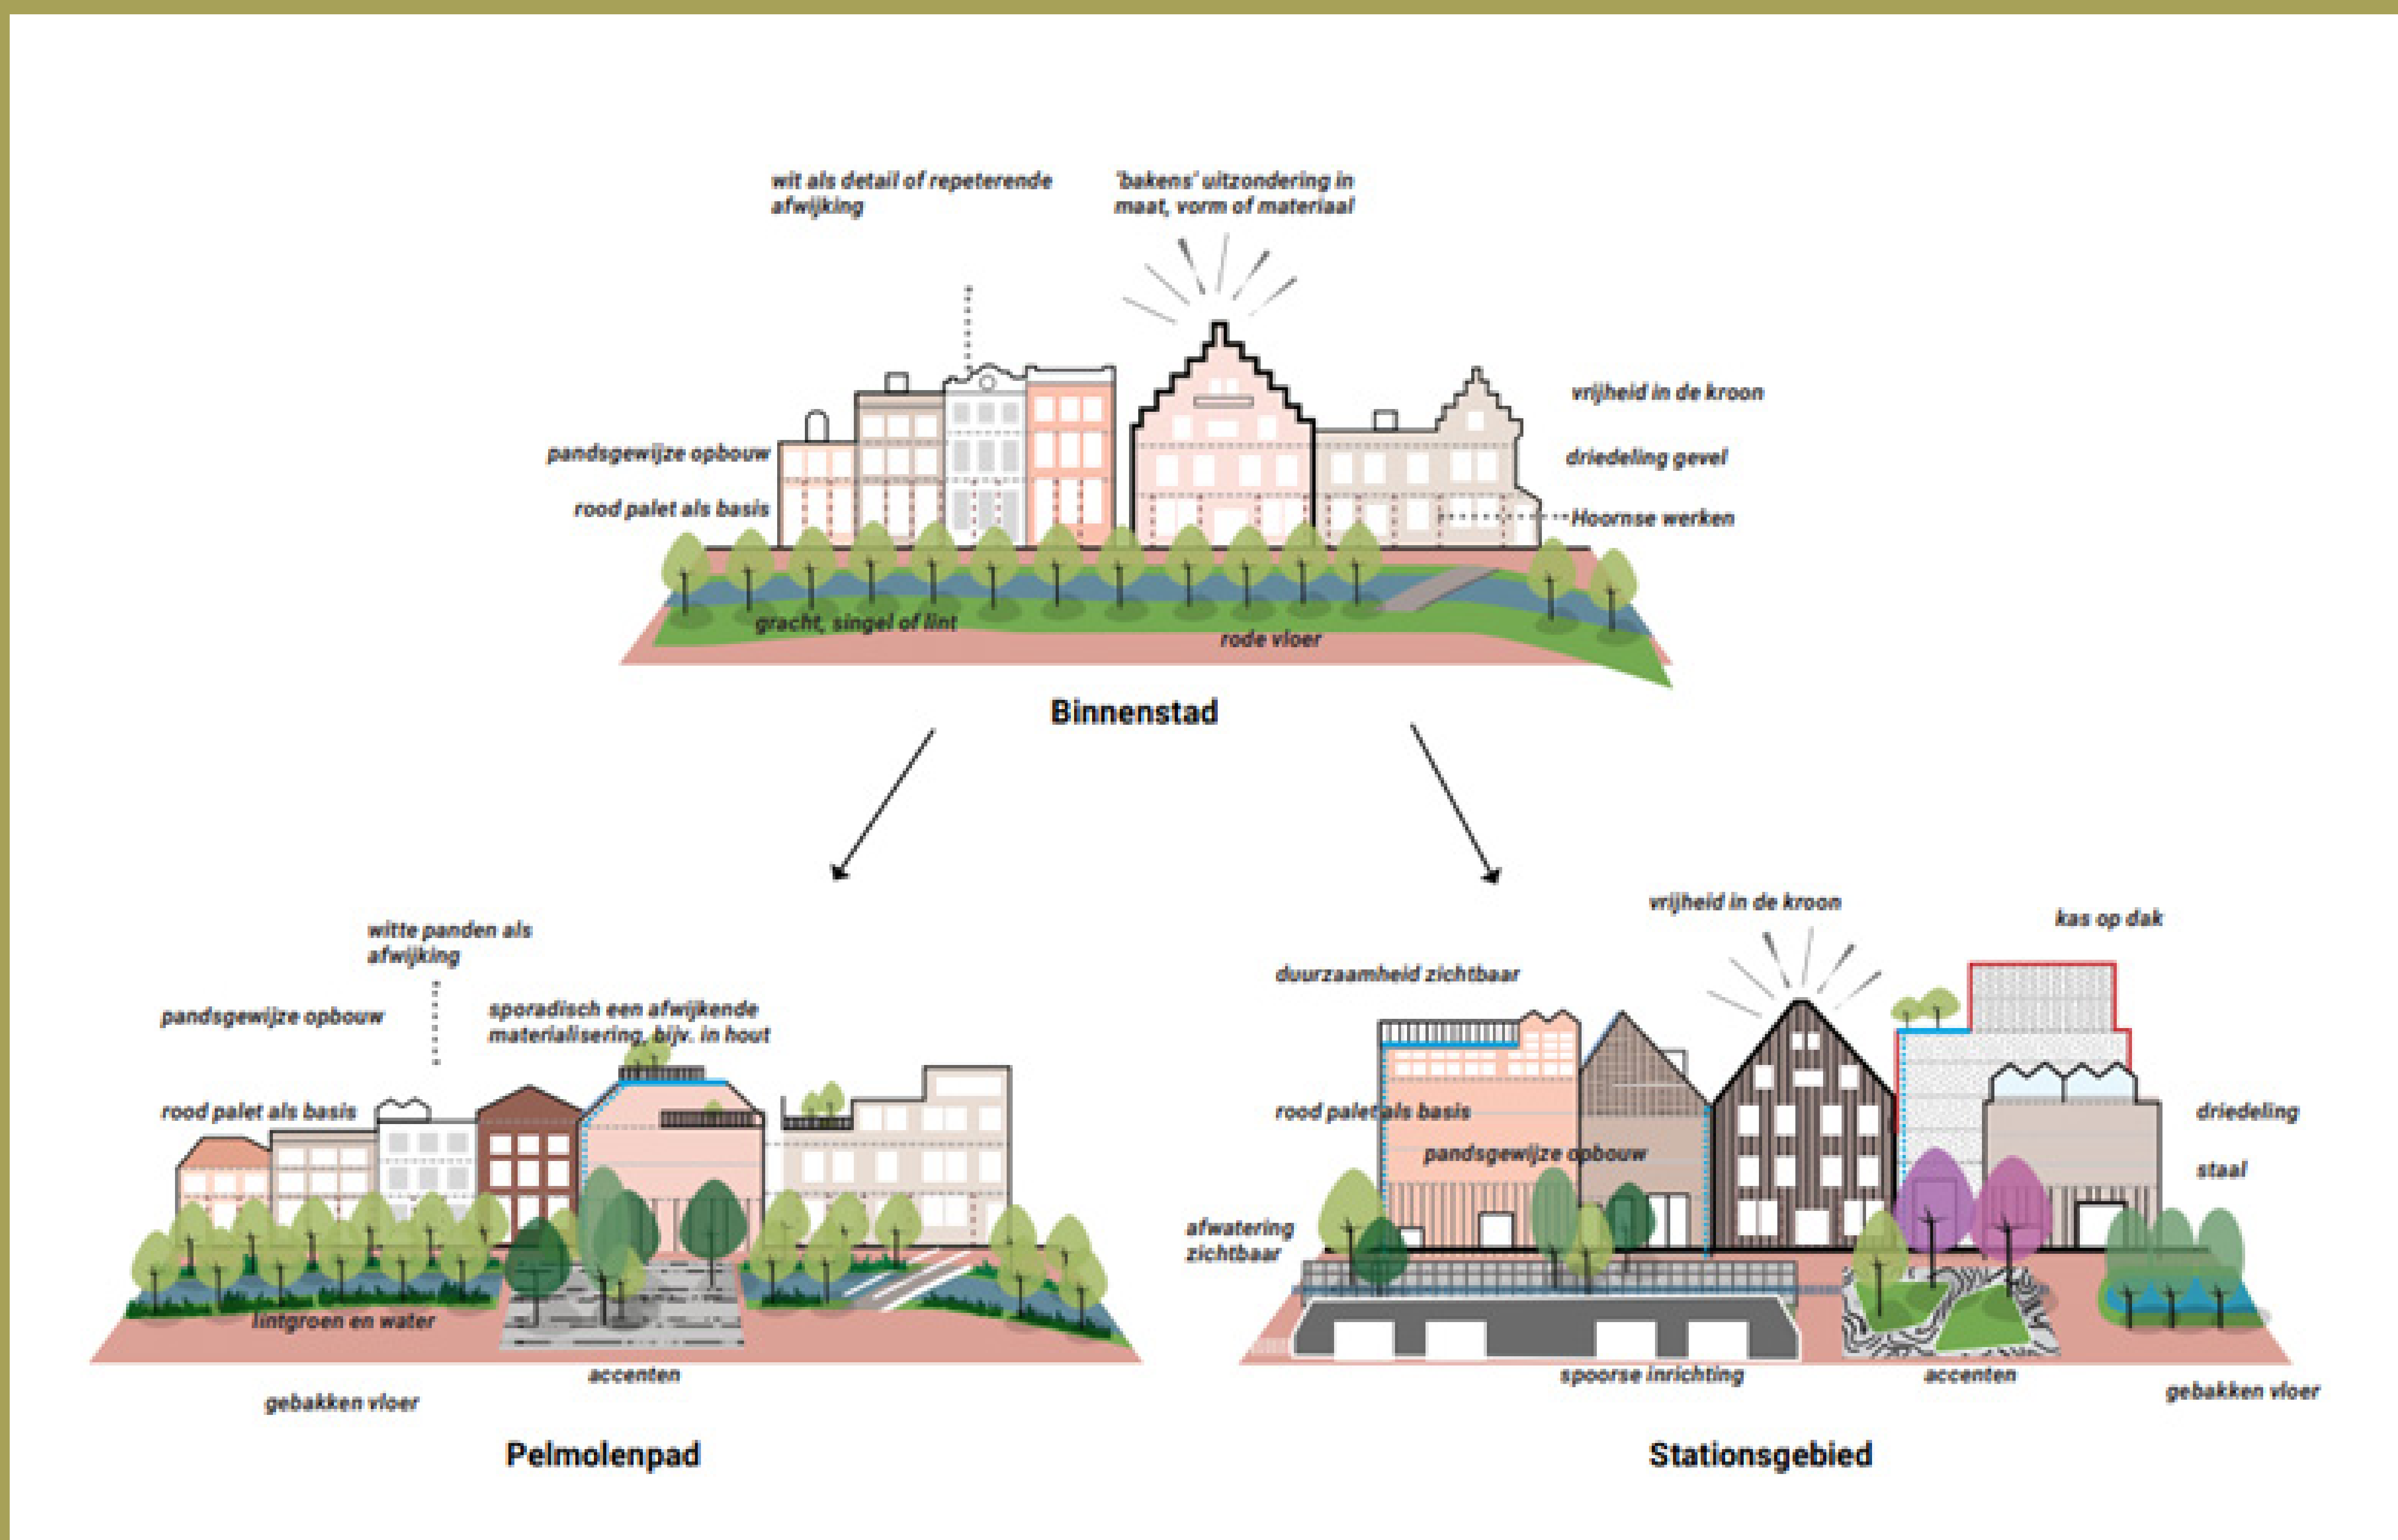 wit als detail of repeterende
afwijking
'bakens' uitzondering in
maat, vorm of materiaal
vrijheid in de kroon
pandsgewijze opbouw
driedeling gevel
rood palet als basis
Hoornse werken
gracht, singel of lint
rode vloer
Binnenstad
witte panden als
afwijking
pandsgewijze opbouw
sporadisch een afwijkende
materialisering, bijv. in hout
rood palet als basis
lintgroen en water
accenten
gebakken vloer
Pelmolenpad
vrijheid in de kroon
kas op dak
duurzaamheid zichtbaar
rood palet als basis
driedeling
pandsgewijze opbouw
staal
afwatering
zichtbaar
spoorse inrichting
accenten
gebakken vloer
Stationsgebied